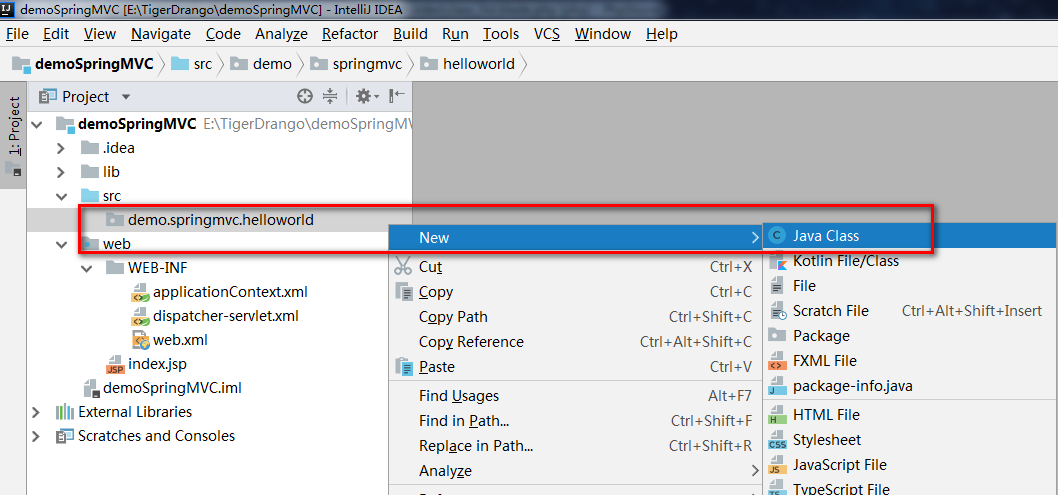 demoSpringMVC [E:\TigerDrango\demoSpringMVC] - IntelliJ IDEA
File Edit View Navigate Code Analyze Refactor Build Run Tools VCS Window Help
demoSpringMVC src demo springmvc helloworld
1: Project
Project
demoSpringMVC E:\TigerDrango\demoSpringMV
.idea
lib
src
demo.springmvc.helloworld
web
WEB-INF
applicationContext.xml
dispatcher-servlet.xml
web.xml
index.jsp
demoSpringMVC.iml
External Libraries
Scratches and Consoles
New
Cut Ctrl+X
Copy Ctrl+C
Copy Path Ctrl+Shift+C
Copy Reference Ctrl+Alt+Shift+C
Paste Ctrl+V
Find Usages Alt+F7
Find in Path... Ctrl+Shift+F
Replace in Path... Ctrl+Shift+R
Analyze
Java Class
Kotlin File/Class
File
Scratch File Ctrl+Alt+Shift+Insert
Package
FXML File
package-info.java
HTML File
Stylesheet
JavaScript File
TypeScript File